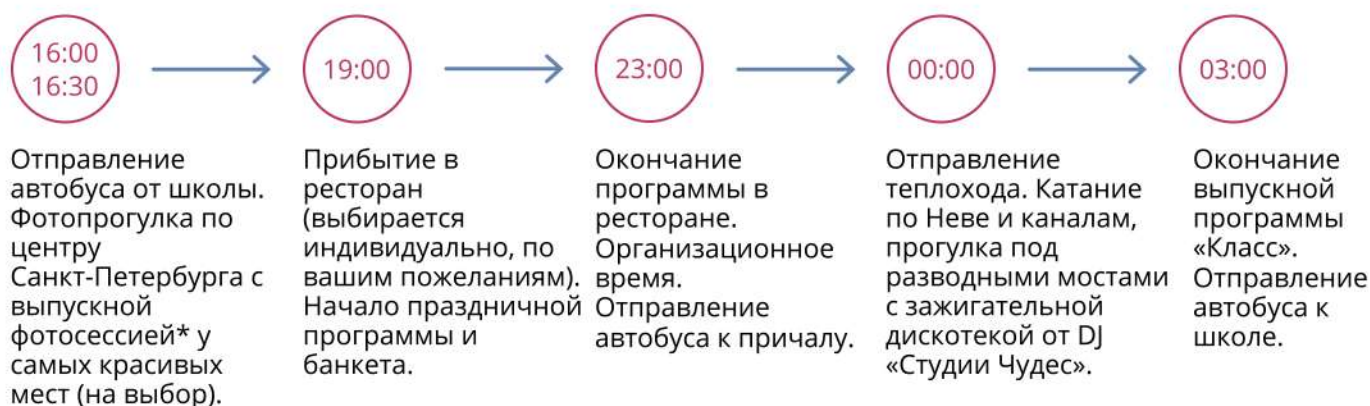 16:00
16:30
Отправление
автобуса от школы.
Фотопрогулка по
центру
Санкт-Петербурга с
выпускной
фотосессией* у
самых красивых
мест (на выбор).
19:00
Прибытие в
ресторан
(выбирается
индивидуально, по
вашим пожеланиям).
Начало праздничной
программы и
банкета.
23:00
Окончание
программы в
ресторане.
Организационное
время.
Отправление
автобуса к причалу.
00:00
Отправление
теплохода. Катание
по Неве и каналам,
прогулка под
разводными мостами
с зажигательной
дискотекой от DJ
«Студии Чудес».
03:00
Окончание
выпускной
программы
«Класс».
Отправление
автобуса к
школе.